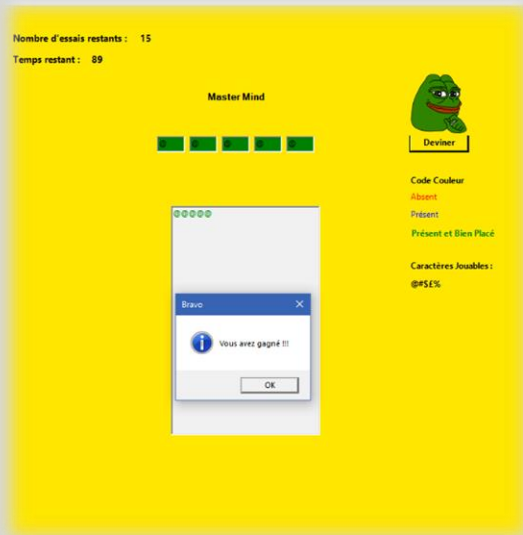 Nombre d'essais restants : 15
Temps restant : 89
Master Mind
@ @ @ @ @
Deviner
Code Couleur
Absent
Présent
Présent et Bien Placé
Caractères Jouables :
@#$£%
@@@@@
Bravo
Vous avez gagné !!!
OK